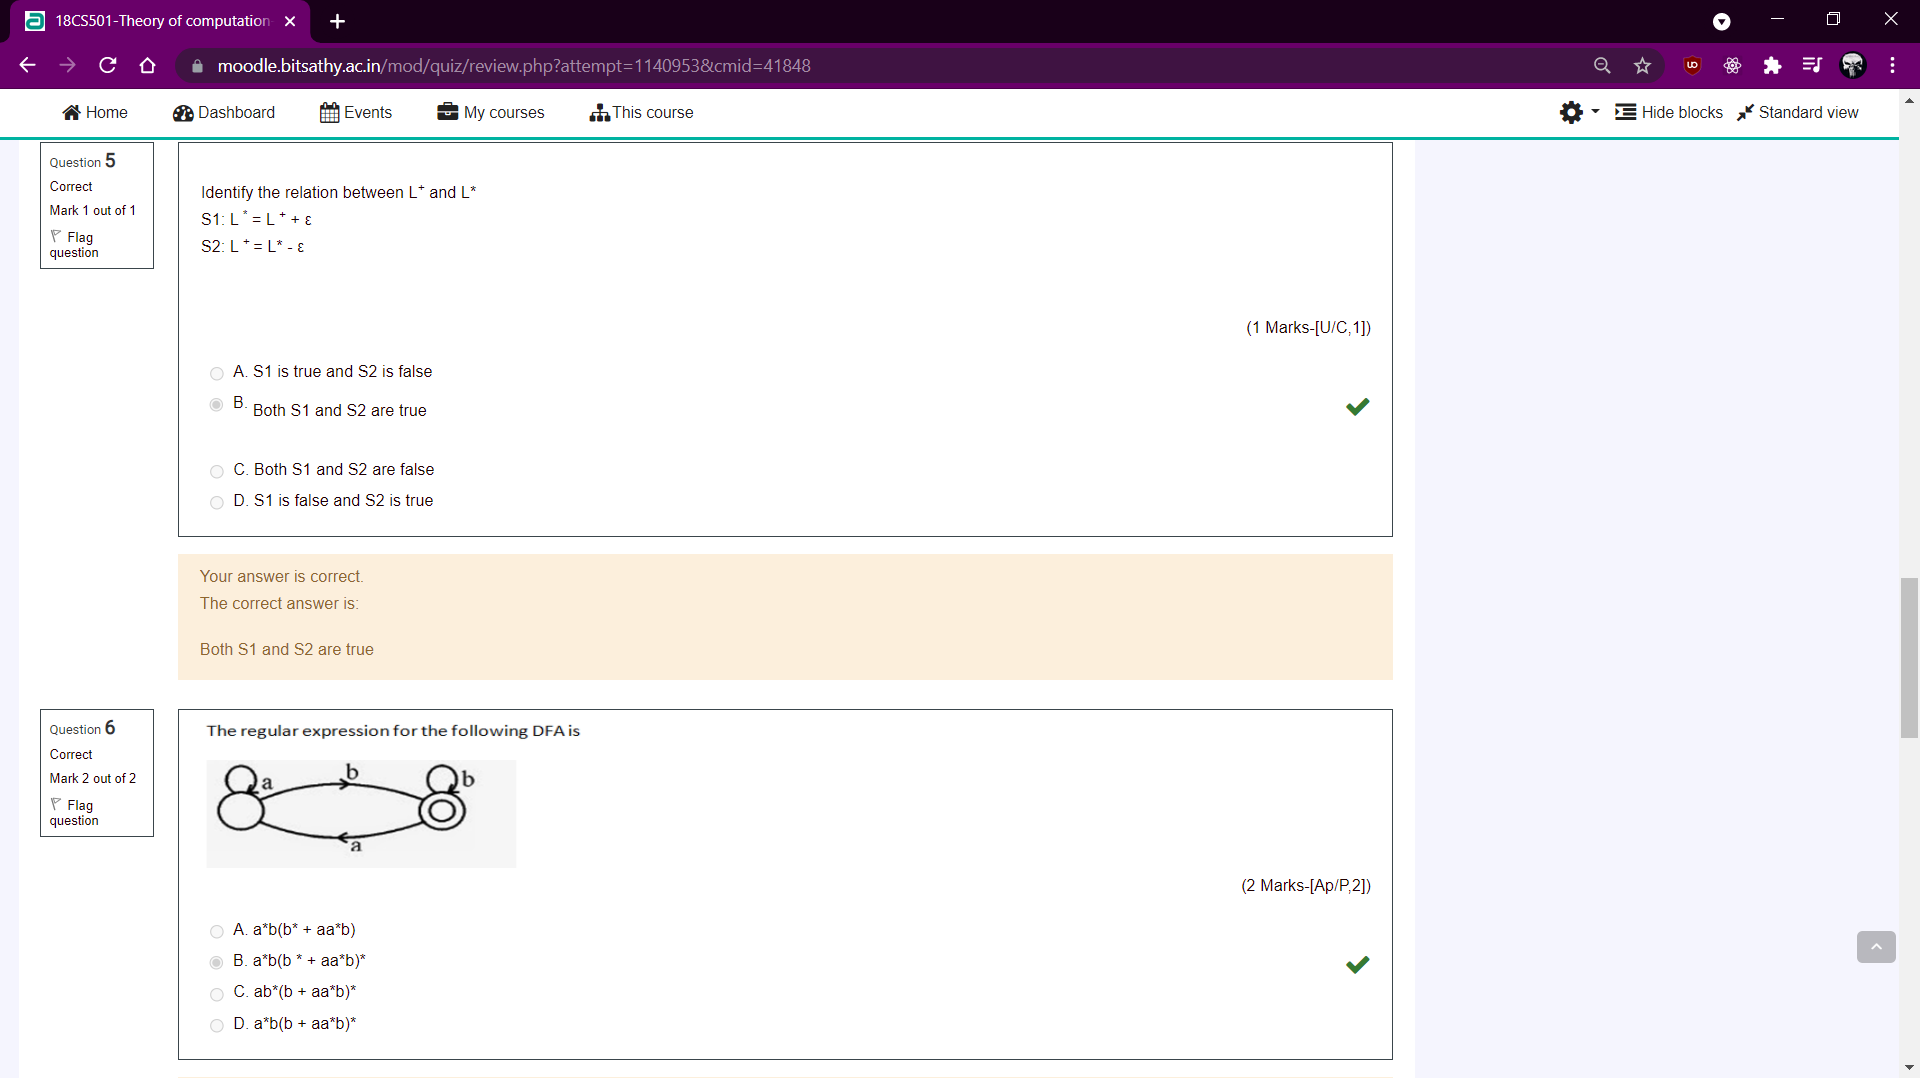 18CS501-Theory of computation
moodle.bitsathy.ac.in/mod/quiz/review.php?attempt=1140953&cmid=41848
Home Dashboard Events My courses This course Hide blocks Standard view
Question 5
Correct
Mark 1 out of 1
Flag question
Identify the relation between L⁺ and L*
S1: L * = L ⁺ + ε
S2: L ⁺ = L* - ε
(1 Marks-[U/C,1])
A. S1 is true and S2 is false
B. Both S1 and S2 are true
C. Both S1 and S2 are false
D. S1 is false and S2 is true
Your answer is correct.
The correct answer is:
Both S1 and S2 are true
Question 6
Correct
Mark 2 out of 2
Flag question
The regular expression for the following DFA is
a b b
a
(2 Marks-[Ap/P,2])
A. a*b(b* + aa*b)
B. a*b(b * + aa*b)*
C. ab*(b + aa*b)*
D. a*b(b + aa*b)*